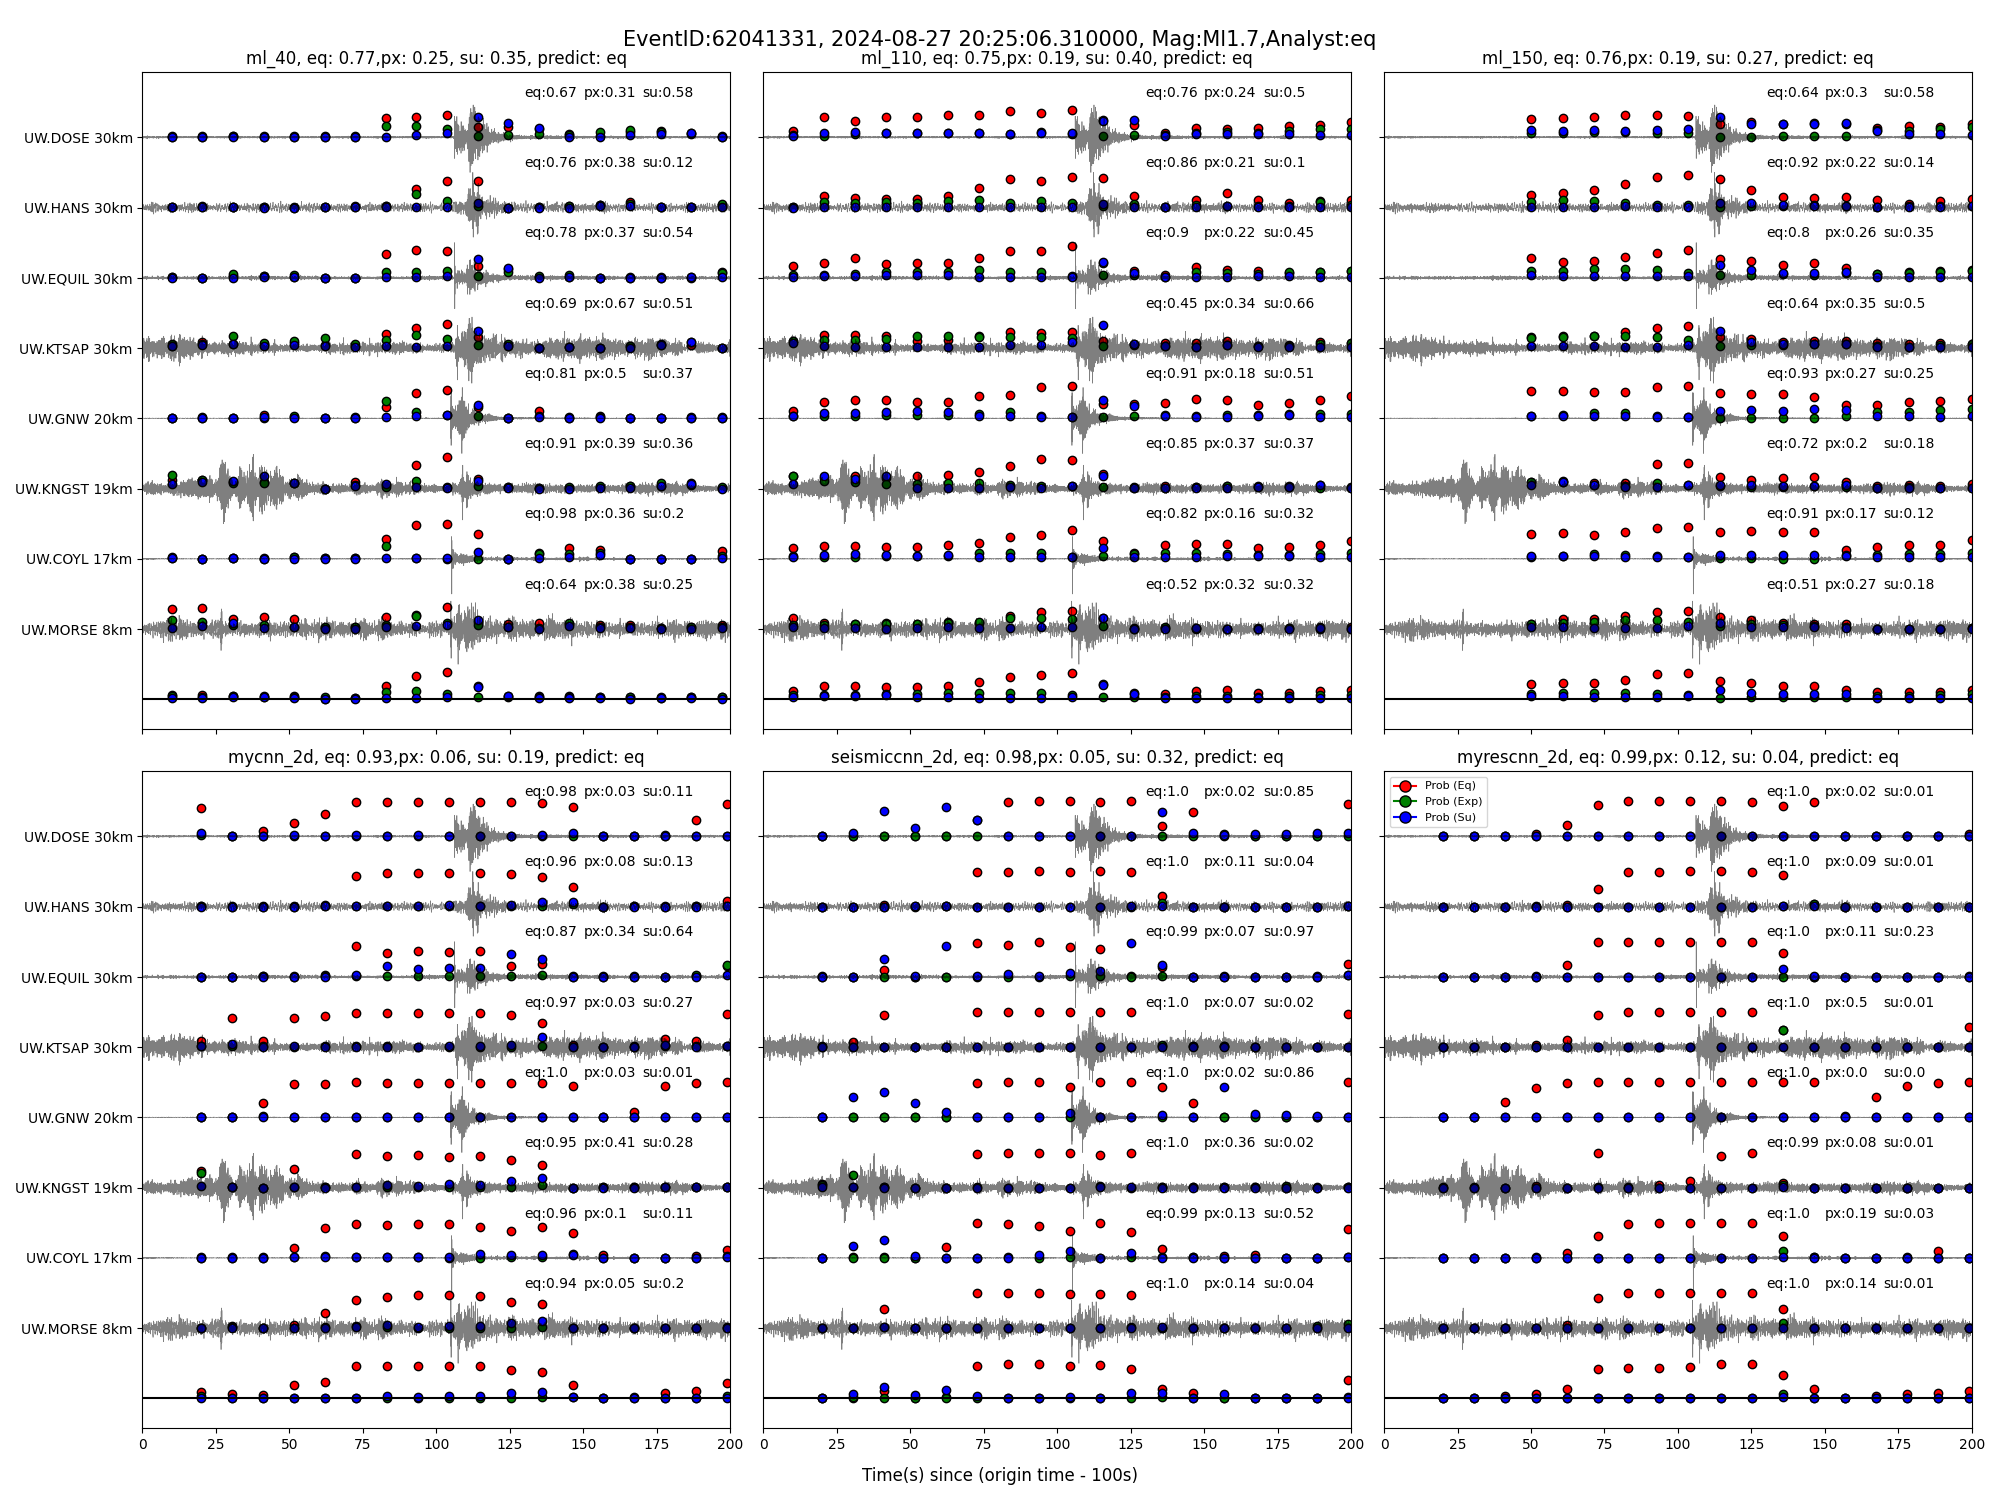 EventID:62041331, 2024-08-27 20:25:06.310000, Mag:Ml1.7,Analyst:eq
ml_40, eq: 0.77,px: 0.25, su: 0.35, predict: eq
UW.DOSE 30km
eq:0.67 px:0.31 su:0.58
UW.HANS 30km
eq:0.76 px:0.38 su:0.12
UW.EQUIL 30km
eq:0.78 px:0.37 su:0.54
UW.KTSAP 30km
eq:0.69 px:0.67 su:0.51
UW.GNW 20km
eq:0.81 px:0.5 su:0.37
UW.KNGST 19km
eq:0.91 px:0.39 su:0.36
UW.COYL 17km
eq:0.98 px:0.36 su:0.2
UW.MORSE 8km
eq:0.64 px:0.38 su:0.25
ml_110, eq: 0.75,px: 0.19, su: 0.40, predict: eq
eq:0.76 px:0.24 su:0.5
eq:0.86 px:0.21 su:0.1
eq:0.9 px:0.22 su:0.45
eq:0.45 px:0.34 su:0.66
eq:0.91 px:0.18 su:0.51
eq:0.85 px:0.37 su:0.37
eq:0.82 px:0.16 su:0.32
eq:0.52 px:0.32 su:0.32
ml_150, eq: 0.76,px: 0.19, su: 0.27, predict: eq
eq:0.64 px:0.3 su:0.58
eq:0.92 px:0.22 su:0.14
eq:0.8 px:0.26 su:0.35
eq:0.64 px:0.35 su:0.5
eq:0.93 px:0.27 su:0.25
eq:0.72 px:0.2 su:0.18
eq:0.91 px:0.17 su:0.12
eq:0.51 px:0.27 su:0.18
mycnn_2d, eq: 0.93,px: 0.06, su: 0.19, predict: eq
UW.DOSE 30km
eq:0.98 px:0.03 su:0.11
UW.HANS 30km
eq:0.96 px:0.08 su:0.13
UW.EQUIL 30km
eq:0.87 px:0.34 su:0.64
UW.KTSAP 30km
eq:0.97 px:0.03 su:0.27
UW.GNW 20km
eq:1.0 px:0.03 su:0.01
UW.KNGST 19km
eq:0.95 px:0.41 su:0.28
UW.COYL 17km
eq:0.96 px:0.1 su:0.11
UW.MORSE 8km
eq:0.94 px:0.05 su:0.2
0 25 50 75 100 125 150 175 200
seismiccnn_2d, eq: 0.98,px: 0.05, su: 0.32, predict: eq
eq:1.0 px:0.02 su:0.85
eq:1.0 px:0.11 su:0.04
eq:0.99 px:0.07 su:0.97
eq:1.0 px:0.07 su:0.02
eq:1.0 px:0.02 su:0.86
eq:1.0 px:0.36 su:0.02
eq:0.99 px:0.13 su:0.52
eq:1.0 px:0.14 su:0.04
0 25 50 75 100 125 150 175 200
myrescnn_2d, eq: 0.99,px: 0.12, su: 0.04, predict: eq
Prob (Eq)
Prob (Exp)
Prob (Su)
eq:1.0 px:0.02 su:0.01
eq:1.0 px:0.09 su:0.01
eq:1.0 px:0.11 su:0.23
eq:1.0 px:0.5 su:0.01
eq:1.0 px:0.0 su:0.0
eq:0.99 px:0.08 su:0.01
eq:1.0 px:0.19 su:0.03
eq:1.0 px:0.14 su:0.01
0 25 50 75 100 125 150 175 200
Time(s) since (origin time - 100s)